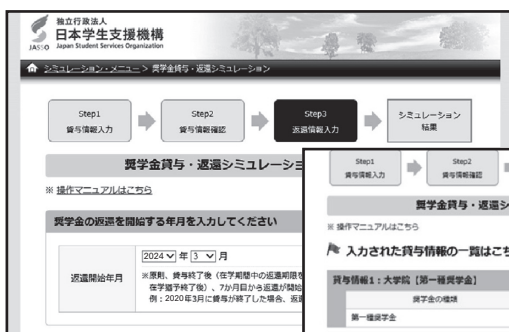 独立行政法人
日本学生支援機構
JASSO Japan Student Services Organization
シミュレーション・メニュー > 奨学金貸与・返還シミュレーション
Step1
貸与情報入力
Step2
貸与情報確認
Step3
返還情報入力
シミュレーション
結果
奨学金貸与・返還シミュレーショ
※ 操作マニュアルはこちら
奨学金の返還を開始する年月を入力してください
返還開始年月
2024 年 3 月
※原則、貸与終了後（在学期間中の返還期限を
在学猶予終了後）、7か月目から返還が開始
例：2020年3月に貸与が終了した場合、返還
Step1
貸与情報入力
Step2
貸与情報確認
奨学金貸与・返還シ
※ 操作マニュアルはこちら
入力された貸与情報の一覧はこち
貸与情報1：大学院【第一種奨学金】
奨学金の種類
第一種奨学金